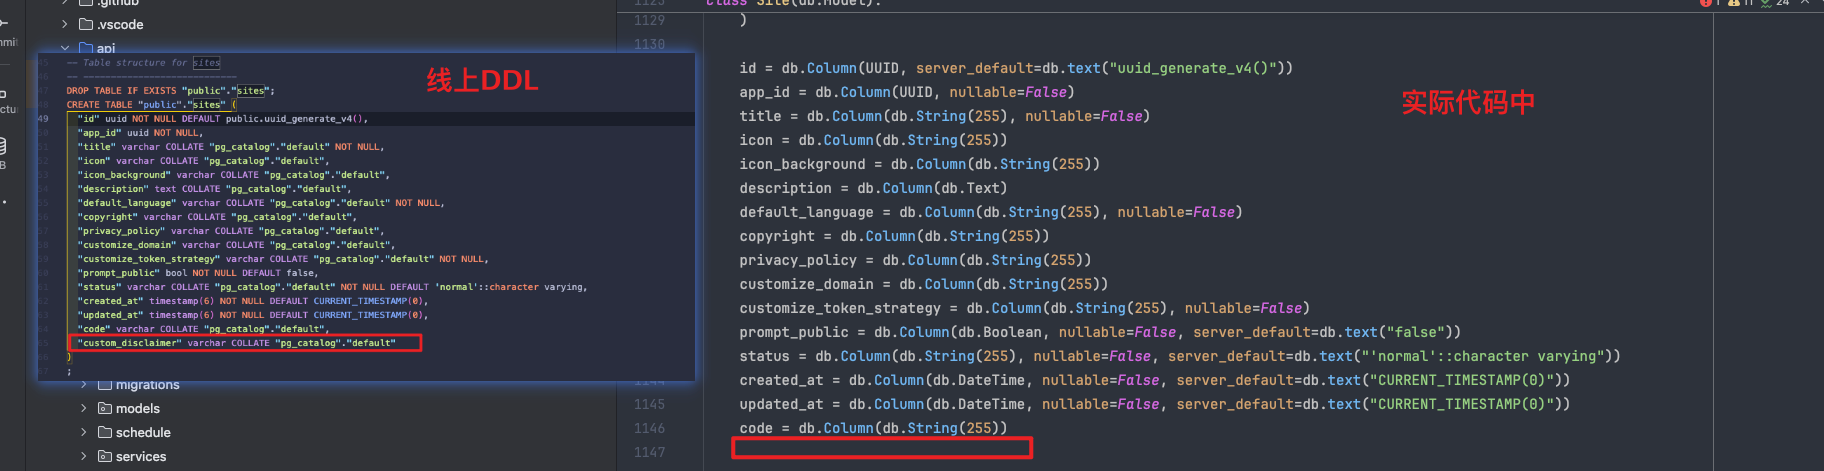 .github
.vscode
api
mmit
ctur
B
-- Table structure for sites
-- ----------------------------
DROP TABLE IF EXISTS "public"."sites";
CREATE TABLE "public"."sites" (
49 "id" uuid NOT NULL DEFAULT public.uuid_generate_v4(),
"app_id" uuid NOT NULL,
"title" varchar COLLATE "pg_catalog"."default" NOT NULL,
"icon" varchar COLLATE "pg_catalog"."default",
"icon_background" varchar COLLATE "pg_catalog"."default",
"description" text COLLATE "pg_catalog"."default",
"default_language" varchar COLLATE "pg_catalog"."default" NOT NULL,
"copyright" varchar COLLATE "pg_catalog"."default",
"privacy_policy" varchar COLLATE "pg_catalog"."default",
"customize_domain" varchar COLLATE "pg_catalog"."default",
"customize_token_strategy" varchar COLLATE "pg_catalog"."default" NOT NULL,
"prompt_public" bool NOT NULL DEFAULT false,
"status" varchar COLLATE "pg_catalog"."default" NOT NULL DEFAULT 'normal'::character varying,
"created_at" timestamp(6) NOT NULL DEFAULT CURRENT_TIMESTAMP(0),
"updated_at" timestamp(6) NOT NULL DEFAULT CURRENT_TIMESTAMP(0),
"code" varchar COLLATE "pg_catalog"."default",
"custom_disclaimer" varchar COLLATE "pg_catalog"."default"
)
;
线上DDL
migrations
models
schedule
services
class Site(db.Model):
1 11 24
1129 )
1130
id = db.Column(UUID, server_default=db.text("uuid_generate_v4()"))
app_id = db.Column(UUID, nullable=False)
title = db.Column(db.String(255), nullable=False)
icon = db.Column(db.String(255))
icon_background = db.Column(db.String(255))
description = db.Column(db.Text)
default_language = db.Column(db.String(255), nullable=False)
copyright = db.Column(db.String(255))
privacy_policy = db.Column(db.String(255))
customize_domain = db.Column(db.String(255))
customize_token_strategy = db.Column(db.String(255), nullable=False)
prompt_public = db.Column(db.Boolean, nullable=False, server_default=db.text("false"))
status = db.Column(db.String(255), nullable=False, server_default=db.text("'normal'::character varying"))
created_at = db.Column(db.DateTime, nullable=False, server_default=db.text("CURRENT_TIMESTAMP(0)"))
1145 updated_at = db.Column(db.DateTime, nullable=False, server_default=db.text("CURRENT_TIMESTAMP(0)"))
1146 code = db.Column(db.String(255))
1147
实际代码中